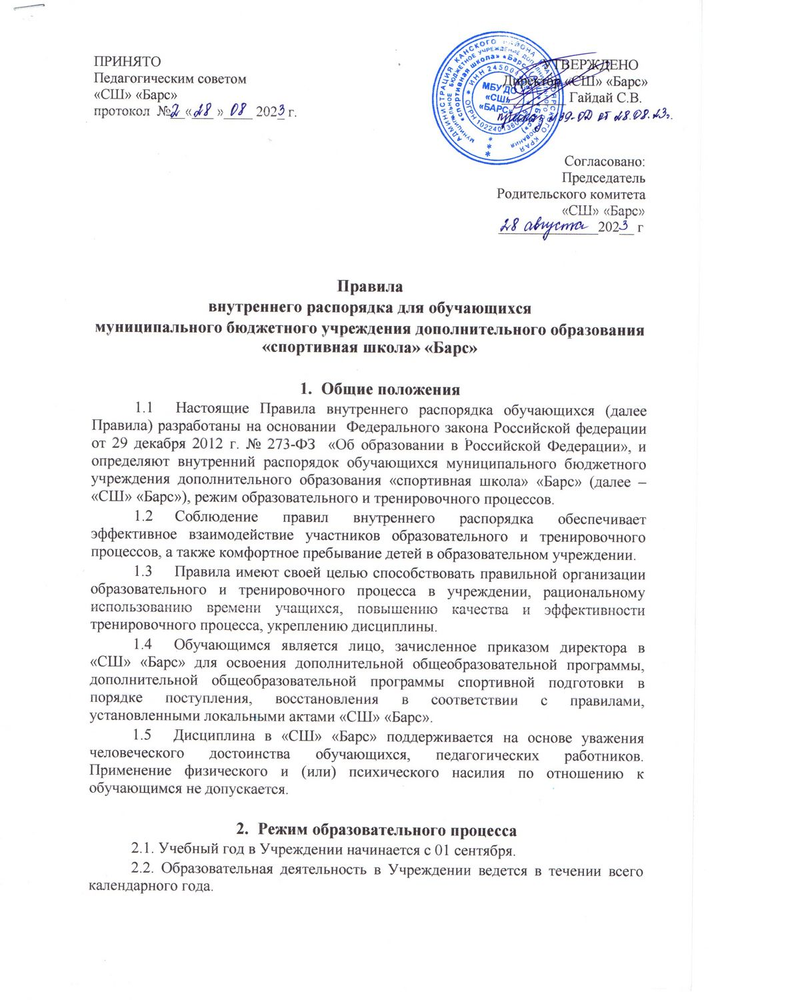 ПРИНЯТО
Педагогическим советом
«СШ» «Барс»
протокол №2 «28» 08 2023 г.
УТВЕРЖДЕНО
Директор «СШ» «Барс»
Гайдай С.В.
приказ №39-ОД от 28.08.23г.
АДМИНИСТРАЦИЯ КАНСКОГО РАЙОНА КРАСНОЯРСКОГО КРАЯ
МБУ ДО
«СШ»
«БАРС»
Согласовано:
Председатель
Родительского комитета
«СШ» «Барс»
28 августа 2023 г
Правила
внутреннего распорядка для обучающихся
муниципального бюджетного учреждения дополнительного образования
«спортивная школа» «Барс»
1. Общие положения
1.1 Настоящие Правила внутреннего распорядка обучающихся (далее
Правила) разработаны на основании Федерального закона Российской федерации
от 29 декабря 2012 г. № 273-ФЗ «Об образовании в Российской Федерации», и
определяют внутренний распорядок обучающихся муниципального бюджетного
учреждения дополнительного образования «спортивная школа» «Барс» (далее –
«СШ» «Барс»), режим образовательного и тренировочного процессов.
1.2 Соблюдение правил внутреннего распорядка обеспечивает
эффективное взаимодействие участников образовательного и тренировочного
процессов, а также комфортное пребывание детей в образовательном учреждении.
1.3 Правила имеют своей целью способствовать правильной организации
образовательного и тренировочного процесса в учреждении, рациональному
использованию времени учащихся, повышению качества и эффективности
тренировочного процесса, укреплению дисциплины.
1.4 Обучающимся является лицо, зачисленное приказом директора в
«СШ» «Барс» для освоения дополнительной общеобразовательной программы,
дополнительной общеобразовательной программы спортивной подготовки в
порядке поступления, восстановления в соответствии с правилами,
установленными локальными актами «СШ» «Барс».
1.5 Дисциплина в «СШ» «Барс» поддерживается на основе уважения
человеческого достоинства обучающихся, педагогических работников.
Применение физического и (или) психического насилия по отношению к
обучающимся не допускается.
2. Режим образовательного процесса
2.1. Учебный год в Учреждении начинается с 01 сентября.
2.2. Образовательная деятельность в Учреждении ведется в течении всего
календарного года.